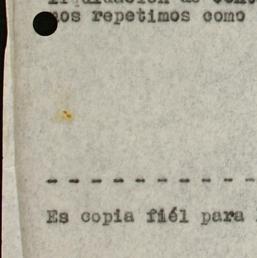 nos repetimos como
- - - - - - - - - -
Es copia fiél para